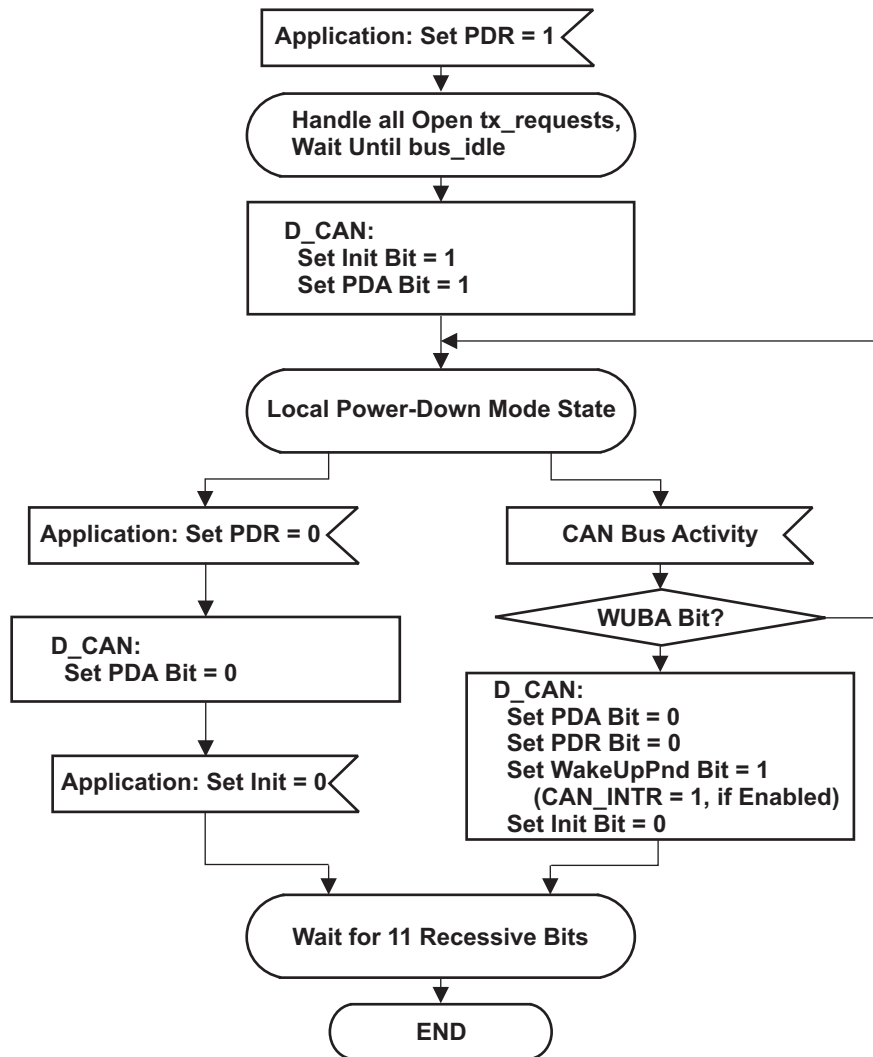 Application: Set PDR = 1
Handle all Open tx_requests,
Wait Until bus_idle
D_CAN:
Set Init Bit = 1
Set PDA Bit = 1
Local Power-Down Mode State
Application: Set PDR = 0
D_CAN:
Set PDA Bit = 0
Application: Set Init = 0
CAN Bus Activity
WUBA Bit?
D_CAN:
Set PDA Bit = 0
Set PDR Bit = 0
Set WakeUpPnd Bit = 1
(CAN_INTR = 1, if Enabled)
Set Init Bit = 0
Wait for 11 Recessive Bits
END